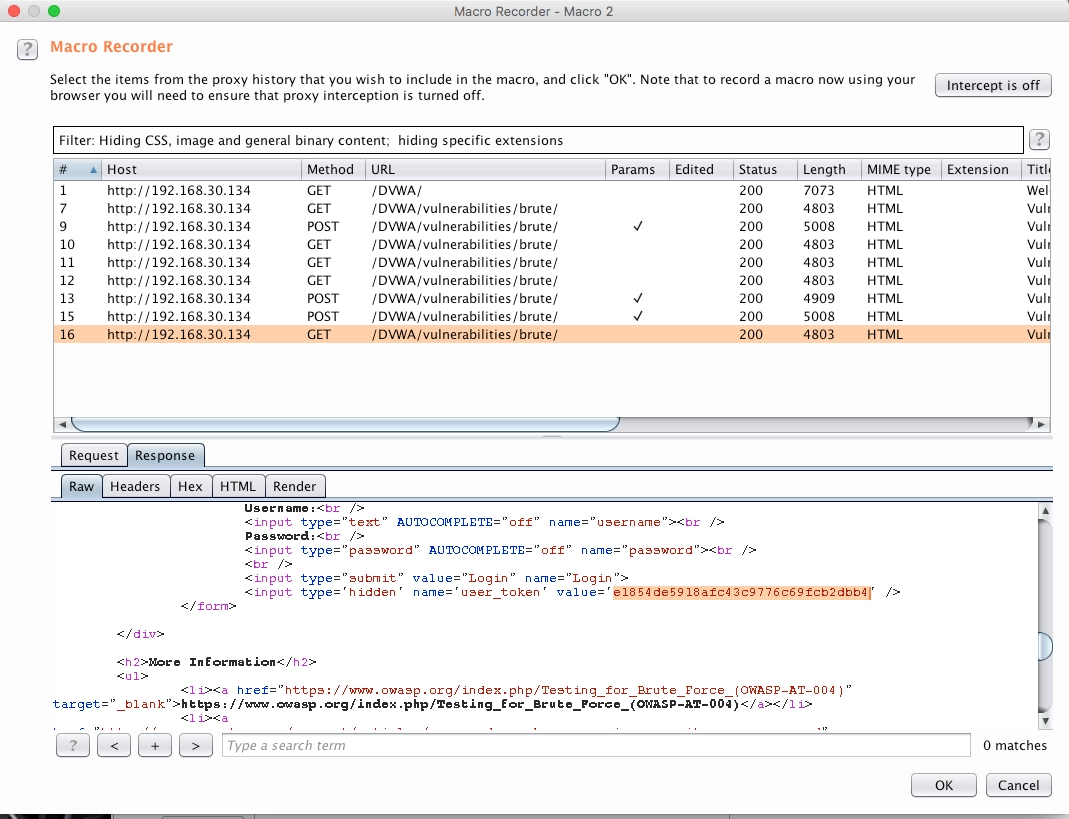 Macro Recorder - Macro 2
? Macro Recorder
Select the items from the proxy history that you wish to include in the macro, and click "OK". Note that to record a macro now using your
browser you will need to ensure that proxy interception is turned off.
Intercept is off
Filter: Hiding CSS, image and general binary content;  hiding specific extensions
?
# Host Method URL Params Edited Status Length MIME type Extension Title
1 http://192.168.30.134 GET /DVWA/ 200 7073 HTML Wel
7 http://192.168.30.134 GET /DVWA/vulnerabilities/brute/ 200 4803 HTML Vuln
9 http://192.168.30.134 POST /DVWA/vulnerabilities/brute/ ✓ 200 5008 HTML Vuln
10 http://192.168.30.134 GET /DVWA/vulnerabilities/brute/ 200 4803 HTML Vuln
11 http://192.168.30.134 GET /DVWA/vulnerabilities/brute/ 200 4803 HTML Vuln
12 http://192.168.30.134 GET /DVWA/vulnerabilities/brute/ 200 4803 HTML Vuln
13 http://192.168.30.134 POST /DVWA/vulnerabilities/brute/ ✓ 200 4909 HTML Vuln
15 http://192.168.30.134 POST /DVWA/vulnerabilities/brute/ ✓ 200 5008 HTML Vuln
16 http://192.168.30.134 GET /DVWA/vulnerabilities/brute/ 200 4803 HTML Vuln
Request Response
Raw Headers Hex HTML Render
Username:<br />
<input type="text" AUTOCOMPLETE="off" name="username"><br />
Password:<br />
<input type="password" AUTOCOMPLETE="off" name="password"><br />
<br />
<input type="submit" value="Login" name="Login">
<input type='hidden' name='user_token' value='e1854de5918afc43c9776c69fcb2dbb4' />
</form>
</div>
<h2>More Information</h2>
<ul>
<li><a href="https://www.owasp.org/index.php/Testing_for_Brute_Force_(OWASP-AT-004)"
target="_blank">https://www.owasp.org/index.php/Testing_for_Brute_Force_(OWASP-AT-004)</a></li>
<li><a
? < + > Type a search term 0 matches
OK Cancel